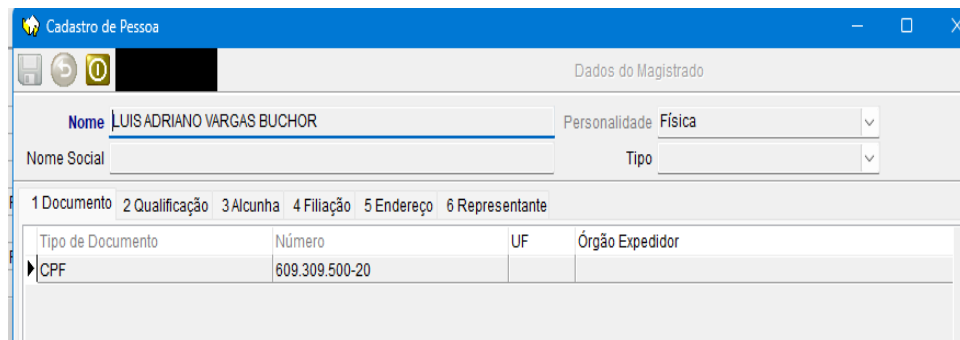 Cadastro de Pessoa
Dados do Magistrado
Nome LUIS ADRIANO VARGAS BUCHOR Personalidade Física
Nome Social Tipo
1 Documento 2 Qualificação 3 Alcunha 4 Filiação 5 Endereço 6 Representante
Tipo de Documento Número UF Órgão Expedidor
CPF 609.309.500-20